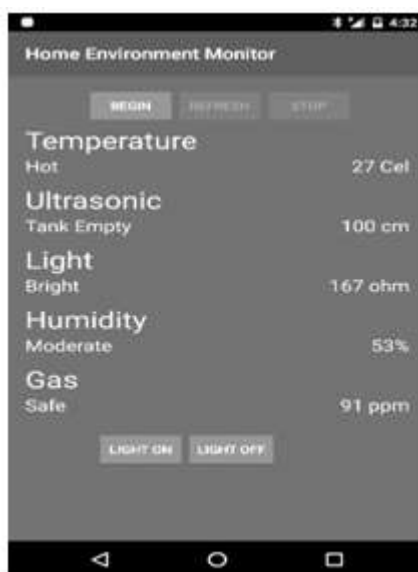 4:32
Home Environment Monitor
BEGIN REFRESH STOP
Temperature
Hot 27 Cel
Ultrasonic
Tank Empty 100 cm
Light
Bright 167 ohm
Humidity
Moderate 53%
Gas
Safe 91 ppm
LIGHT ON LIGHT OFF